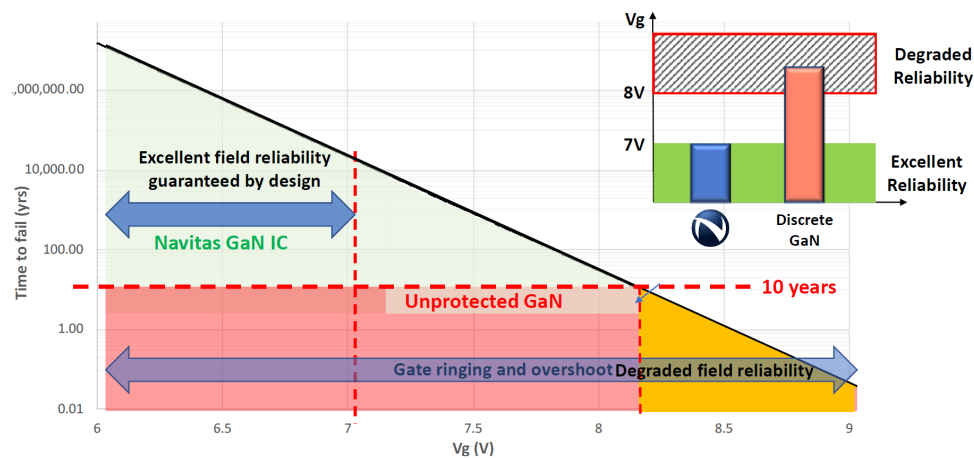 Vg
Degraded
Reliability
8V
7V
Excellent
Reliability
Discrete
GaN
,000,000.00
10,000.00
100.00
1.00
0.01
Time to fail (yrs)
Excellent field reliability
guaranteed by design
Navitas GaN IC
10 years
Unprotected GaN
Gate ringing and overshoot Degraded field reliability
6
6.5
7
7.5
8
8.5
9
Vg (V)